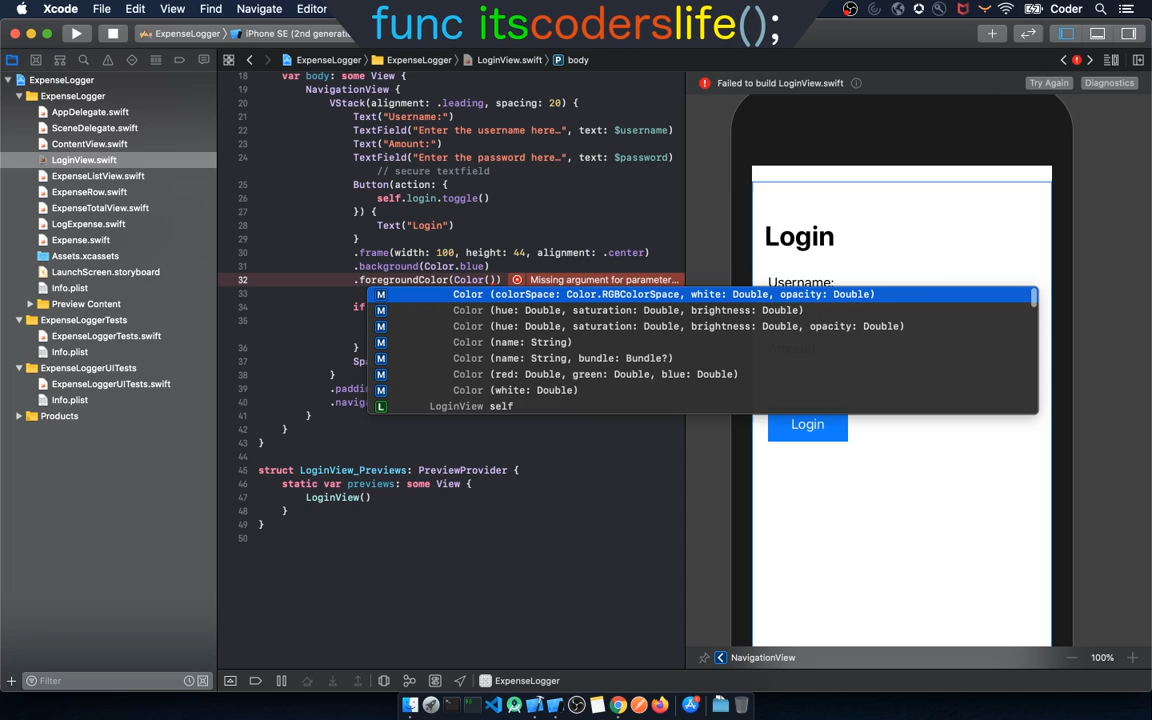 func itscoderslife();
Xcode File Edit View Find Navigate Editor Coder
ExpenseLogger iPhone SE (2nd generati
ExpenseLogger ExpenseLogger LoginView.swift P body
Failed to build LoginView.swift Try Again Diagnostics
ExpenseLogger
ExpenseLogger
AppDelegate.swift
SceneDelegate.swift
ContentView.swift
LoginView.swift
ExpenseListView.swift
ExpenseRow.swift
ExpenseTotalView.swift
LogExpense.swift
Expense.swift
Assets.xcassets
LaunchScreen.storyboard
Info.plist
Preview Content
ExpenseLoggerTests
ExpenseLoggerTests.swift
Info.plist
ExpenseLoggerUITests
ExpenseLoggerUITests.swift
Info.plist
Products
Filter
18 var body: some View {
19 NavigationView {
20 VStack(alignment: .leading, spacing: 20) {
21 Text("Username:")
22 TextField("Enter the username here…", text: $username)
23 Text("Amount:")
24 TextField("Enter the password here…", text: $password)
// secure textfield
25 Button(action: {
26 self.login.toggle()
27 }) {
28 Text("Login")
29 }
30 .frame(width: 100, height: 44, alignment: .center)
31 .background(Color.blue)
32 .foregroundColor(Color()) Missing argument for parameter…
33
34 if
35
36 }
37 Spa
38 }
39 .paddi
40 .naviga
41 }
42 }
43 }
44
45 struct LoginView_Previews: PreviewProvider {
46 static var previews: some View {
47 LoginView()
48 }
49 }
50
M Color (colorSpace: Color.RGBColorSpace, white: Double, opacity: Double)
M Color (hue: Double, saturation: Double, brightness: Double)
M Color (hue: Double, saturation: Double, brightness: Double, opacity: Double)
M Color (name: String)
M Color (name: String, bundle: Bundle?)
M Color (red: Double, green: Double, blue: Double)
M Color (white: Double)
L LoginView self
Login
Username:
Login
NavigationView 100%
ExpenseLogger